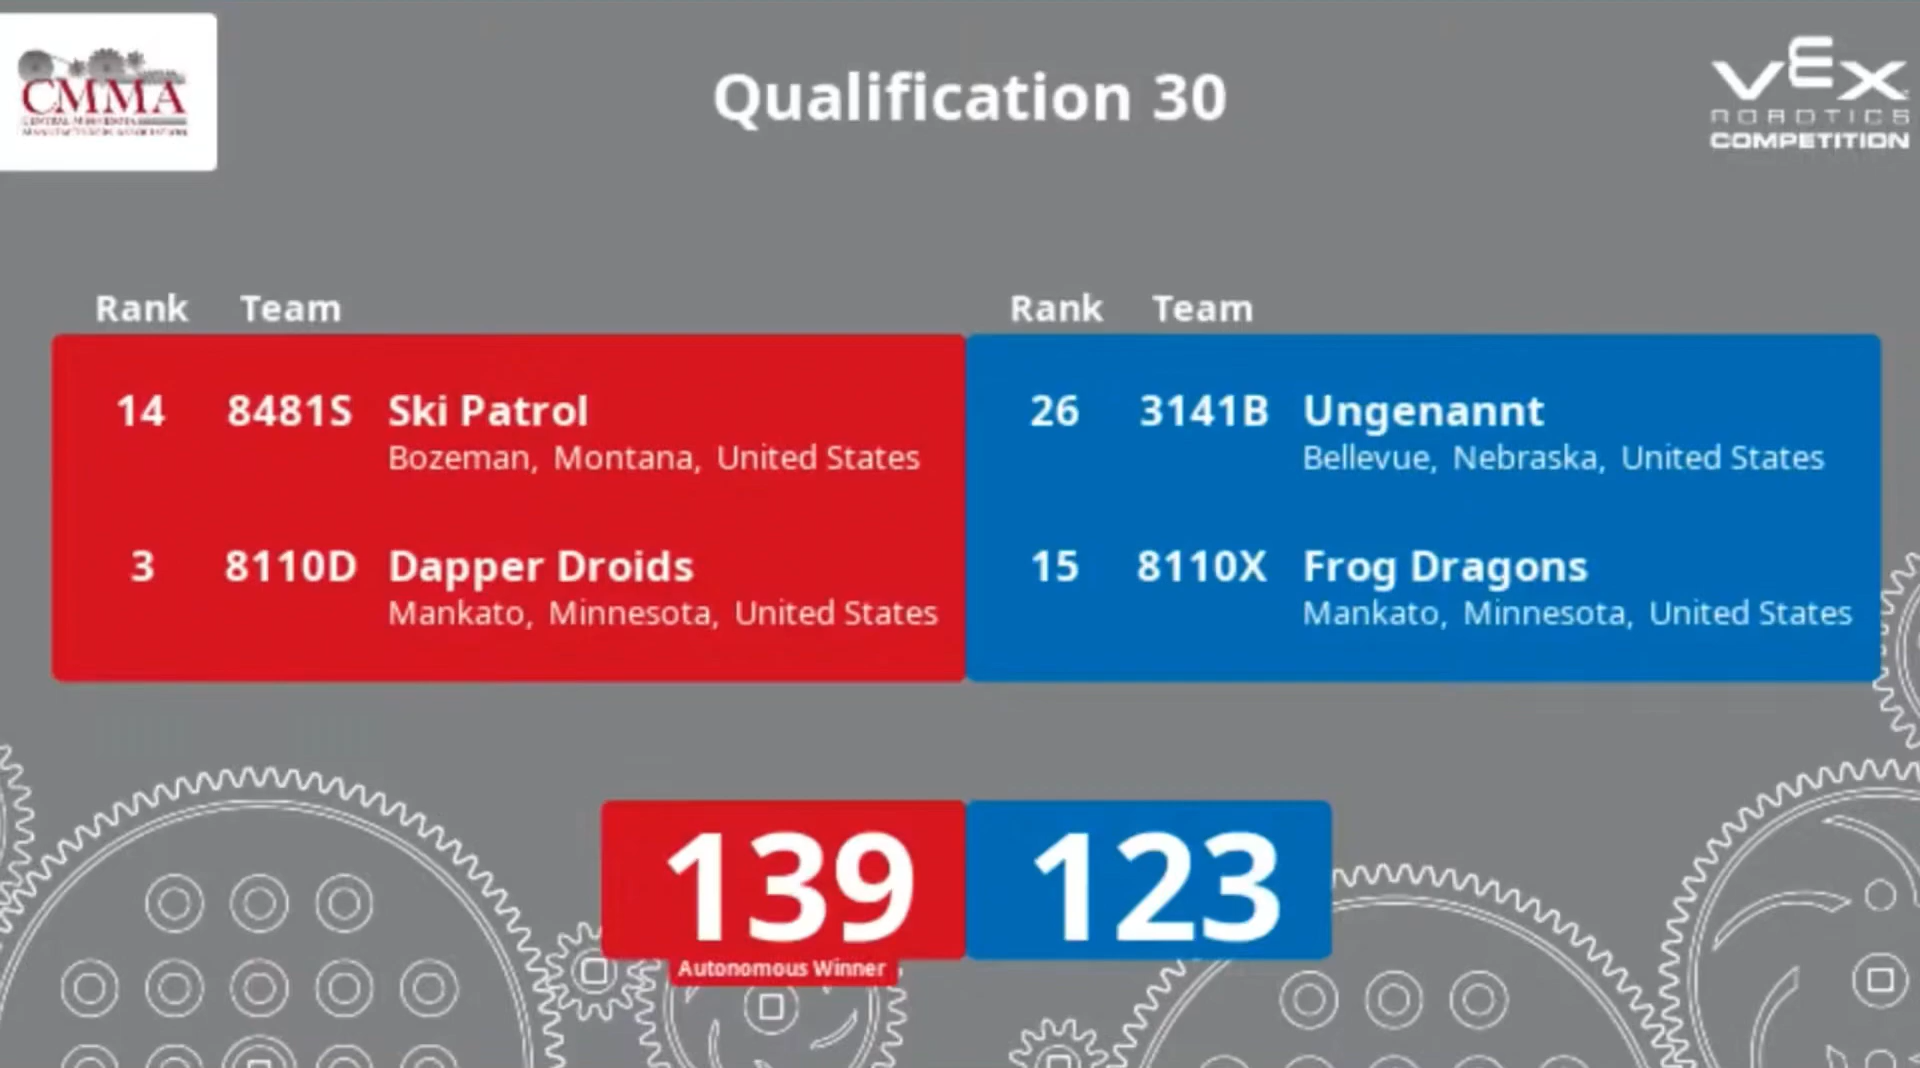 CMMA
Qualification 30
VEX
ROBOTICS
COMPETITION
Rank Team
14 8481S Ski Patrol
Bozeman, Montana, United States
3 8110D Dapper Droids
Mankato, Minnesota, United States
Rank Team
26 3141B Ungenannt
Bellevue, Nebraska, United States
15 8110X Frog Dragons
Mankato, Minnesota, United States
139 123
Autonomous Winner